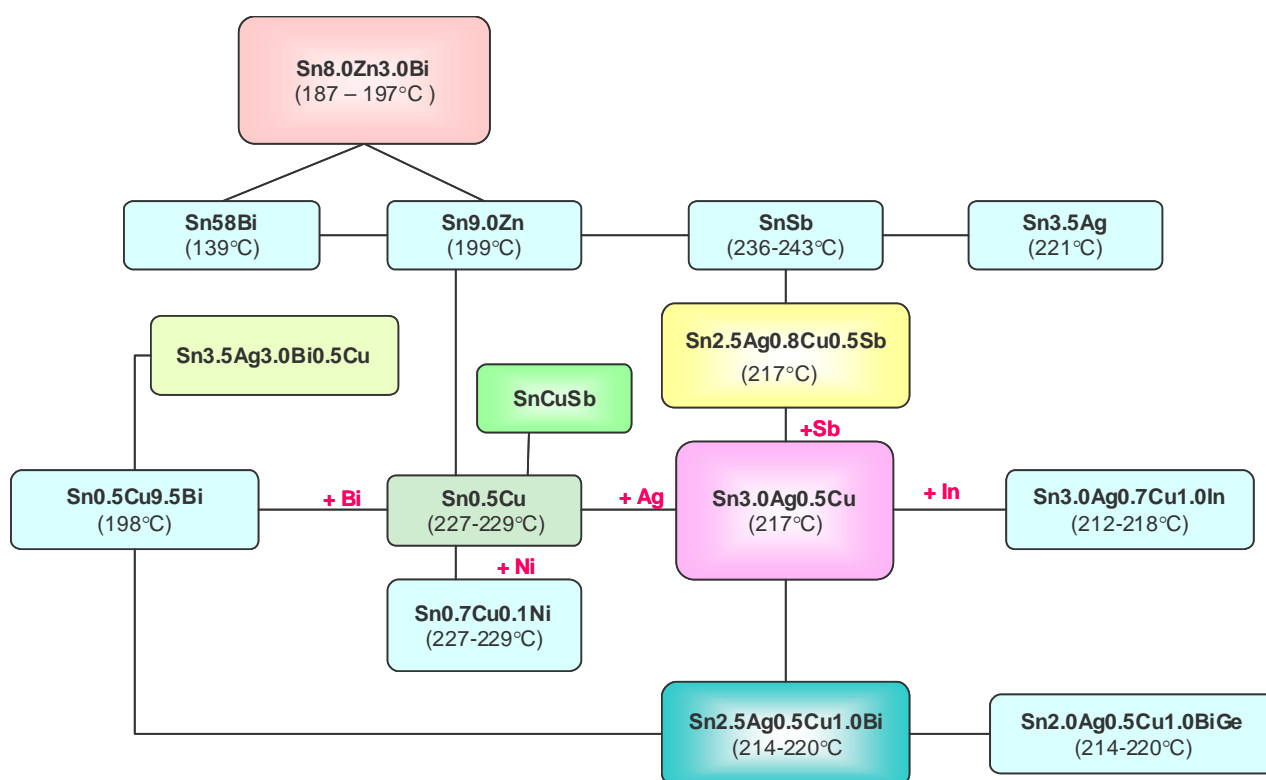 Sn8.0Zn3.0Bi
(187 – 197°C )
Sn58Bi
(139°C)
Sn9.0Zn
(199°C)
SnSb
(236-243°C)
Sn3.5Ag
(221°C)
Sn3.5Ag3.0Bi0.5Cu
SnCuSb
Sn2.5Ag0.8Cu0.5Sb
(217°C)
+Sb
Sn0.5Cu9.5Bi
(198°C)
+ Bi
Sn0.5Cu
(227-229°C)
+ Ag
Sn3.0Ag0.5Cu
(217°C)
+ In
Sn3.0Ag0.7Cu1.0In
(212-218°C)
+ Ni
Sn0.7Cu0.1Ni
(227-229°C)
Sn2.5Ag0.5Cu1.0Bi
(214-220°C
Sn2.0Ag0.5Cu1.0BiGe
(214-220°C)